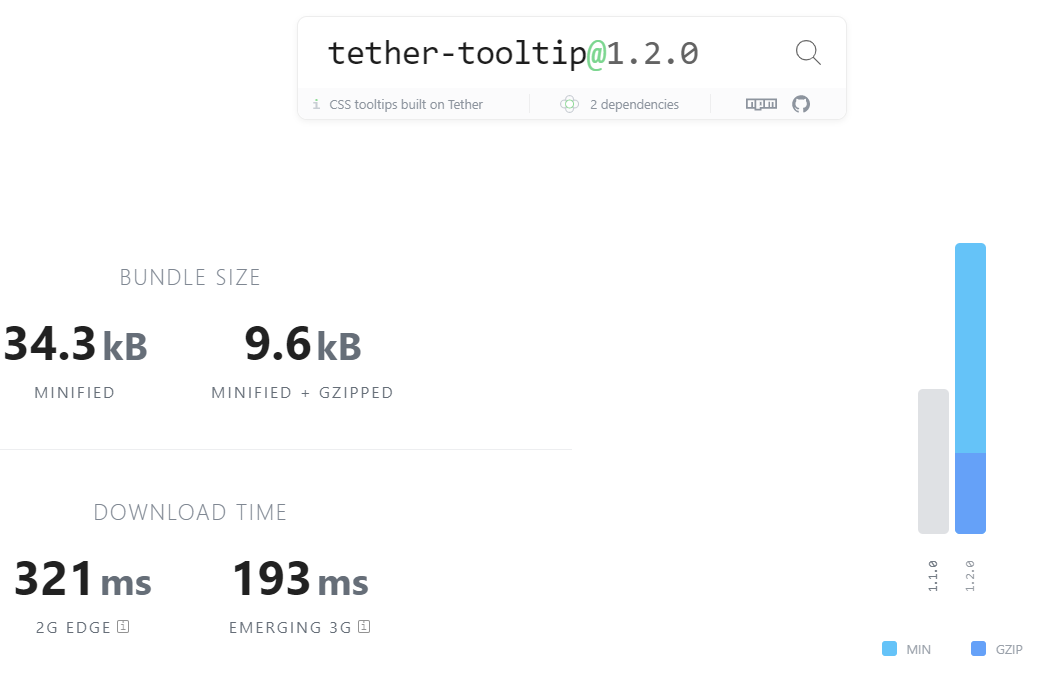 tether-tooltip@1.2.0
i CSS tooltips built on Tether 2 dependencies npm
BUNDLE SIZE
34.3 kB 9.6 kB
MINIFIED MINIFIED + GZIPPED
DOWNLOAD TIME
321 ms 193 ms
2G EDGE i EMERGING 3G i
1.1.0 1.2.0
MIN GZIP